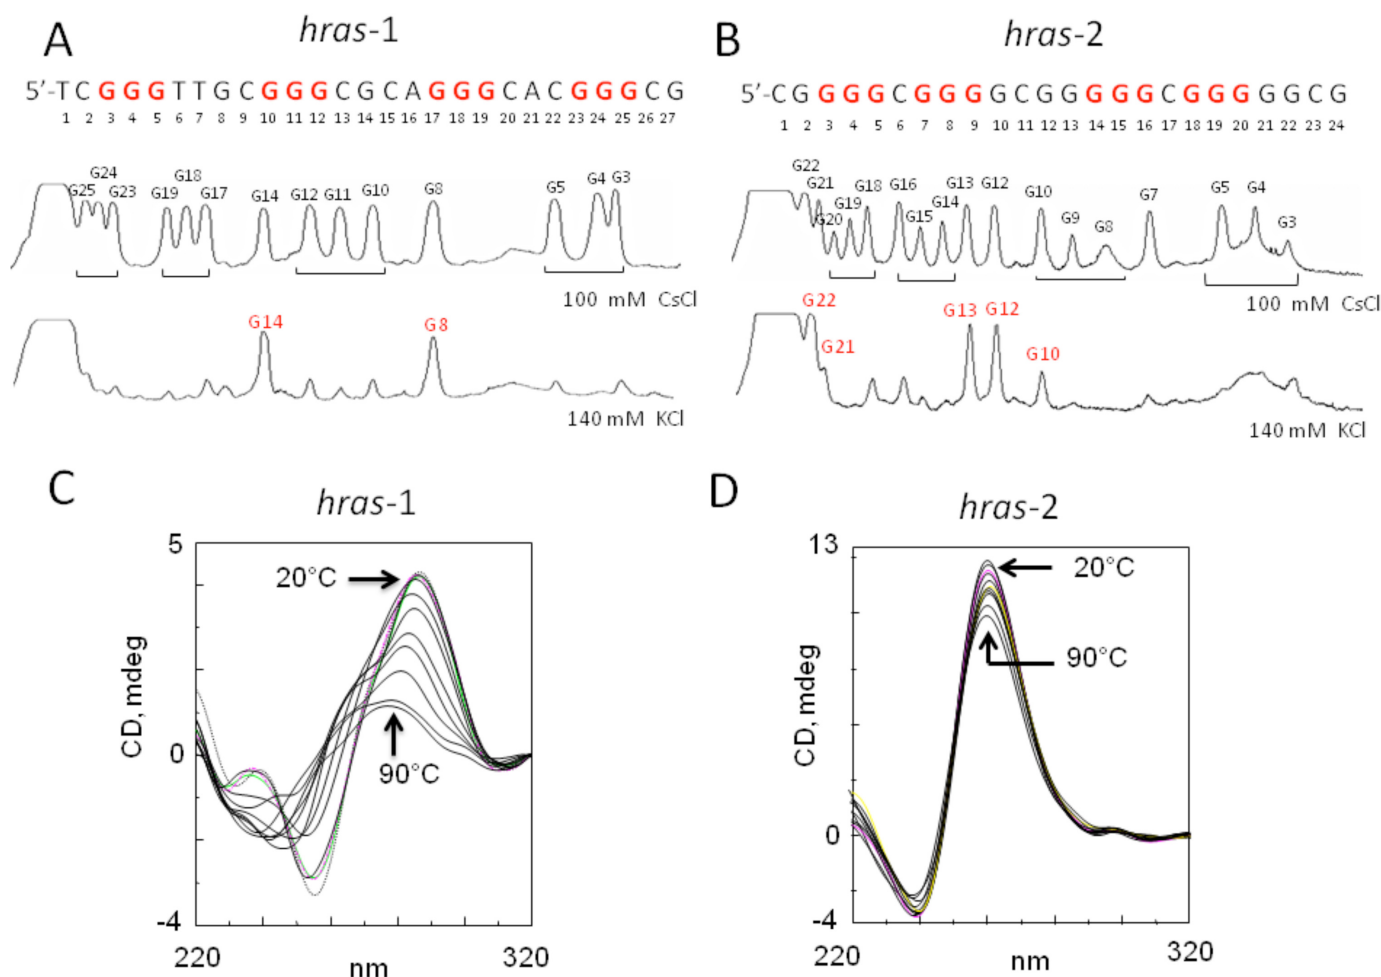 A
hras-1
5’-T C G G G T T G C G G G C G C A G G G C A C G G G C G
1 2 3 4 5 6 7 8 9 10 11 12 13 14 15 16 17 18 19 20 21 22 23 24 25 26 27
G25 G24 G23 G19 G18 G17 G14 G12 G11 G10 G8 G5 G4 G3
100 mM CsCl
G14 G8
140 mM KCl
B
hras-2
5’-C G G G G C G G G G C G G G G G C G G G G G C G
1 2 3 4 5 6 7 8 9 10 11 12 13 14 15 16 17 18 19 20 21 22 23 24
G22 G21 G20 G19 G18 G16 G15 G14 G13 G12 G10 G9 G8 G7 G5 G4 G3
100 mM CsCl
G22 G21 G13 G12 G10
140 mM KCl
C
hras-1
5
20°C
CD, mdeg
0
90°C
-4
220 nm 320
D
hras-2
13
20°C
CD, mdeg
90°C
0
-4
220 nm 320